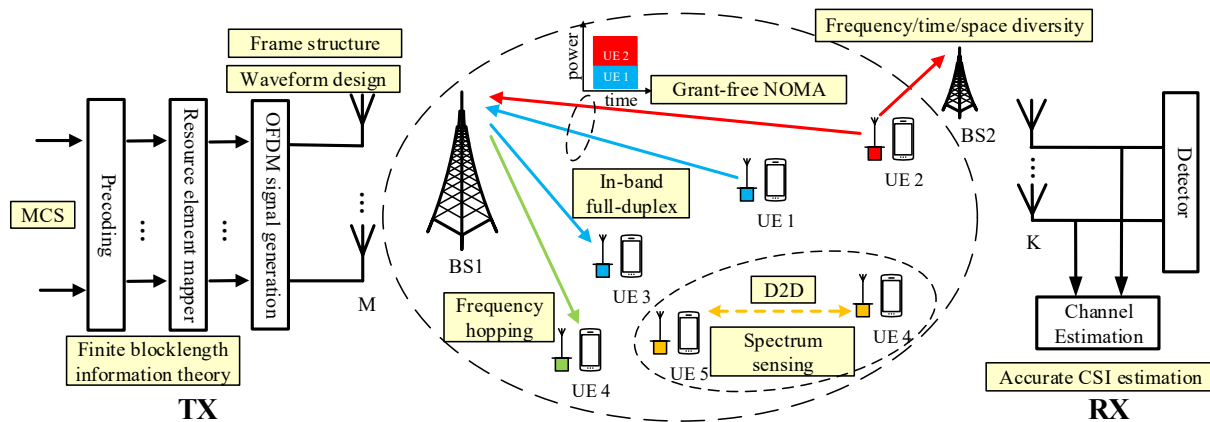 Frame structure
Waveform design
MCS
Precoding
⋮
Resource element mapper
⋮
OFDM signal generation
⋮
M
Finite blocklength
information theory
TX
power
UE 2
UE 1
time
Grant-free NOMA
Frequency/time/space diversity
BS2
UE 2
UE 1
In-band
full-duplex
BS1
UE 3
Frequency
hopping
UE 4
D2D
UE 4
UE 5
Spectrum
sensing
⋮
K
Detector
Channel
Estimation
Accurate CSI estimation
RX